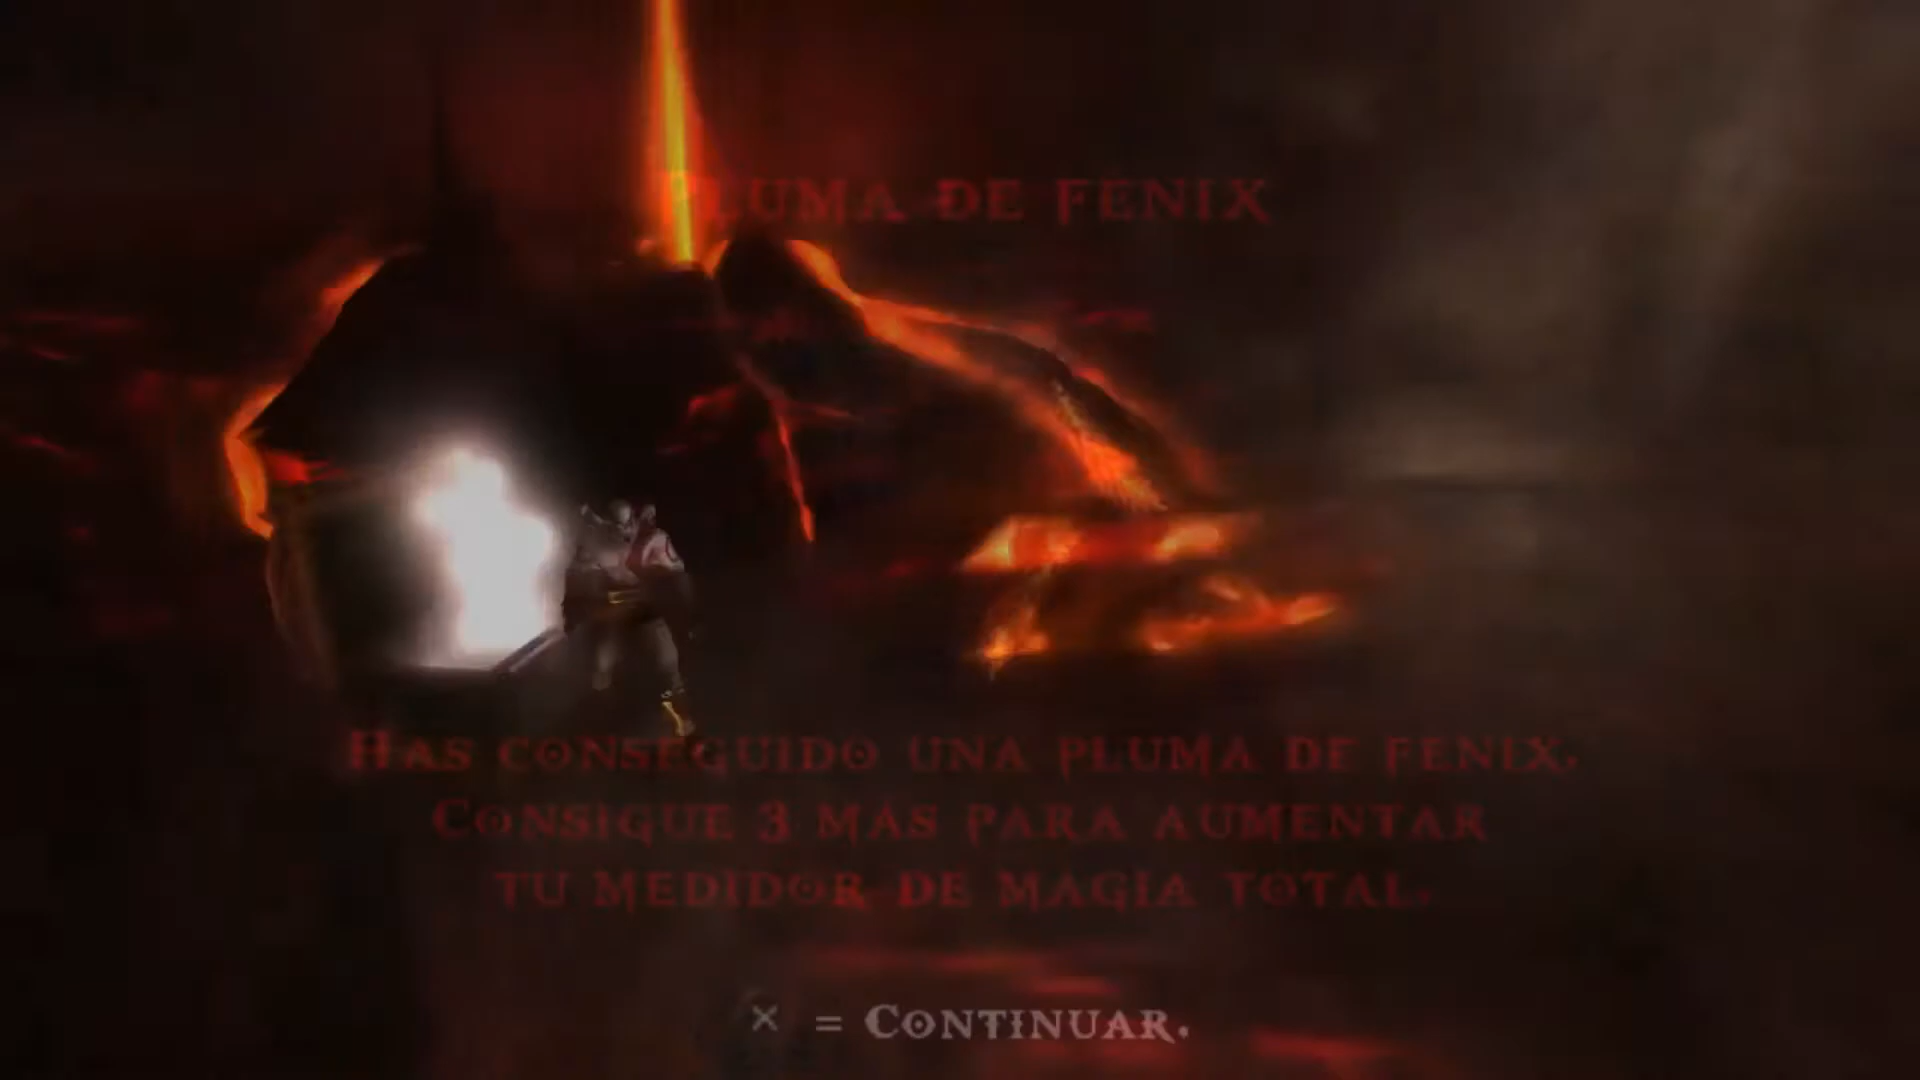 PLUMA DE FENIX
HAS CONSEGUIDO UNA PLUMA DE FENIX.
CONSIGUE 3 MÁS PARA AUMENTAR
TU MEDIDOR DE MAGIA TOTAL.
× = CONTINUAR.